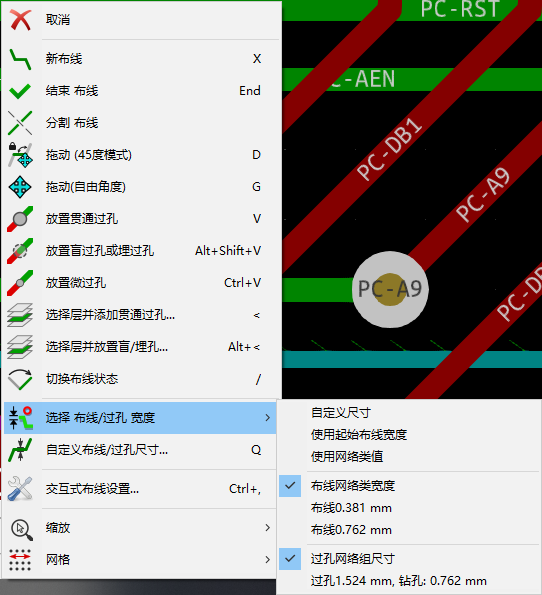 取消
新布线 X
结束 布线 End
分割 布线
拖动 (45度模式) D
拖动(自由角度) G
放置贯通过孔 V
放置盲过孔或埋过孔 Alt+Shift+V
放置微过孔 Ctrl+V
选择层并添加贯通过孔... <
选择层并放置盲/埋孔... Alt+<
切换布线状态 /
选择 布线/过孔 宽度
自定义布线/过孔尺寸... Q
交互式布线设置... Ctrl+,
缩放
网格
自定义尺寸
使用起始布线宽度
使用网络类值
布线网络类宽度
布线0.381 mm
布线0.762 mm
过孔网络组尺寸
过孔1.524 mm, 钻孔: 0.762 mm
PC-RST
C-AEN
PC-DB1
PC-A9
PC-A9